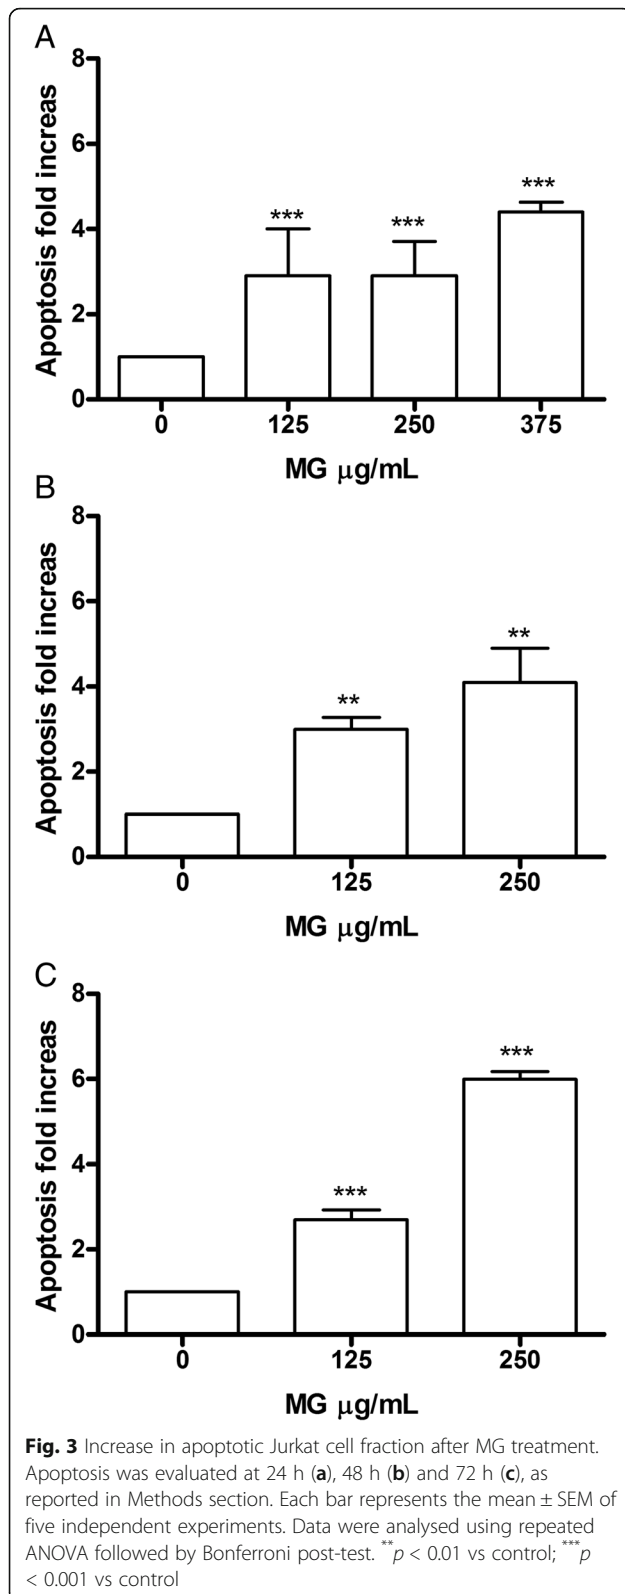 A
Apoptosis fold increas
8
6
4
2
0
***
***
***
0 125 250 375
MG μg/mL
B
Apoptosis fold increas
8
6
4
2
0
**
**
0 125 250
MG μg/mL
C
Apoptosis fold increas
8
6
4
2
0
***
***
0 125 250
MG μg/mL
Fig. 3 Increase in apoptotic Jurkat cell fraction after MG treatment.
Apoptosis was evaluated at 24 h (a), 48 h (b) and 72 h (c), as
reported in Methods section. Each bar represents the mean ± SEM of
five independent experiments. Data were analysed using repeated
ANOVA followed by Bonferroni post-test. **p < 0.01 vs control; ***p
< 0.001 vs control